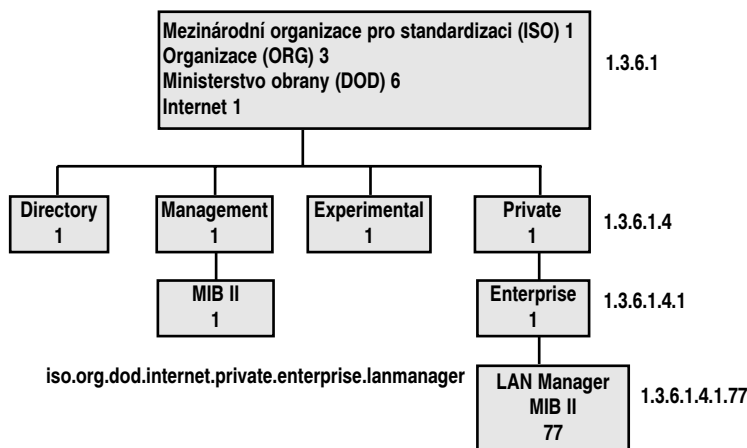 Mezinárodní organizace pro standardizaci (ISO) 1
Organizace (ORG) 3
Ministerstvo obrany (DOD) 6
Internet 1
1.3.6.1
Directory
1
Management
1
Experimental
1
Private
1
1.3.6.1.4
MIB II
1
Enterprise
1
1.3.6.1.4.1
iso.org.dod.internet.private.enterprise.lanmanager
LAN Manager
MIB II
77
1.3.6.1.4.1.77